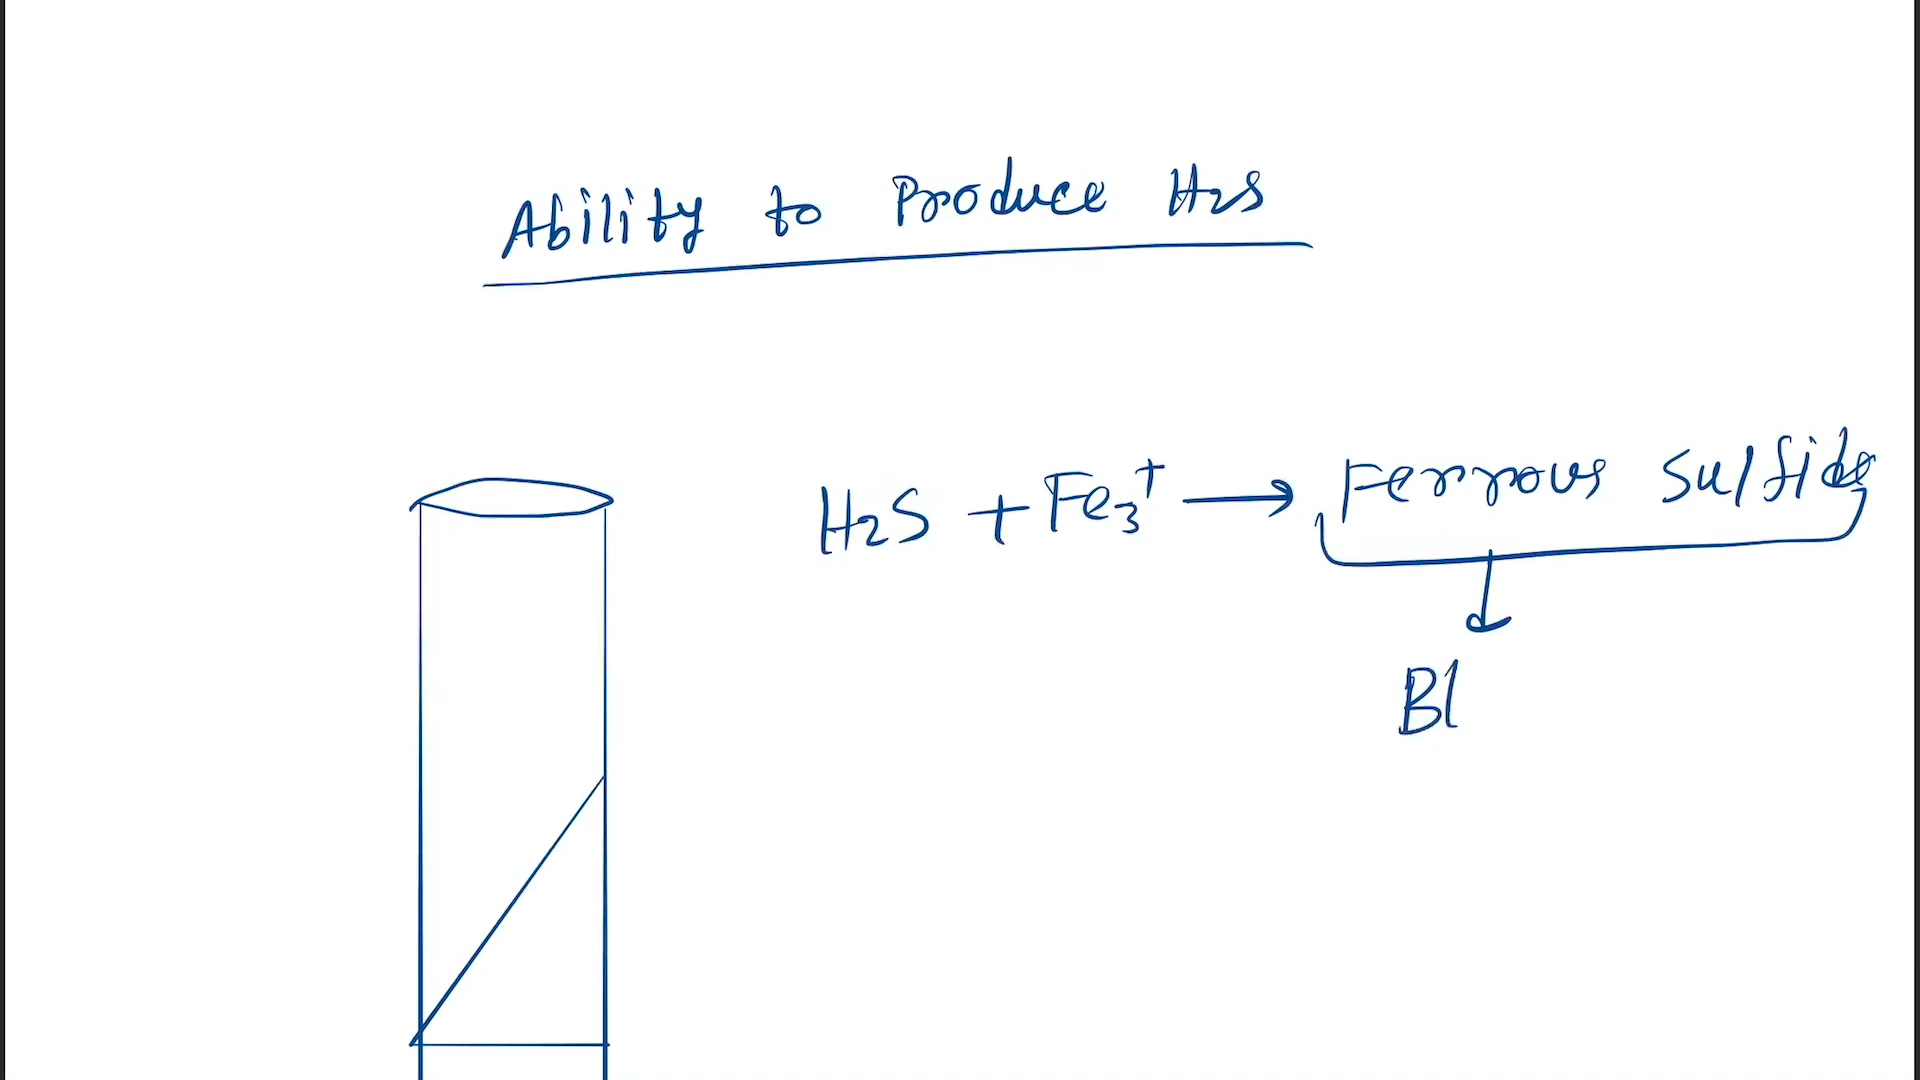 Ability to Produce H2S
H2S + Fe3+ → Ferrous Sulfide
Bl